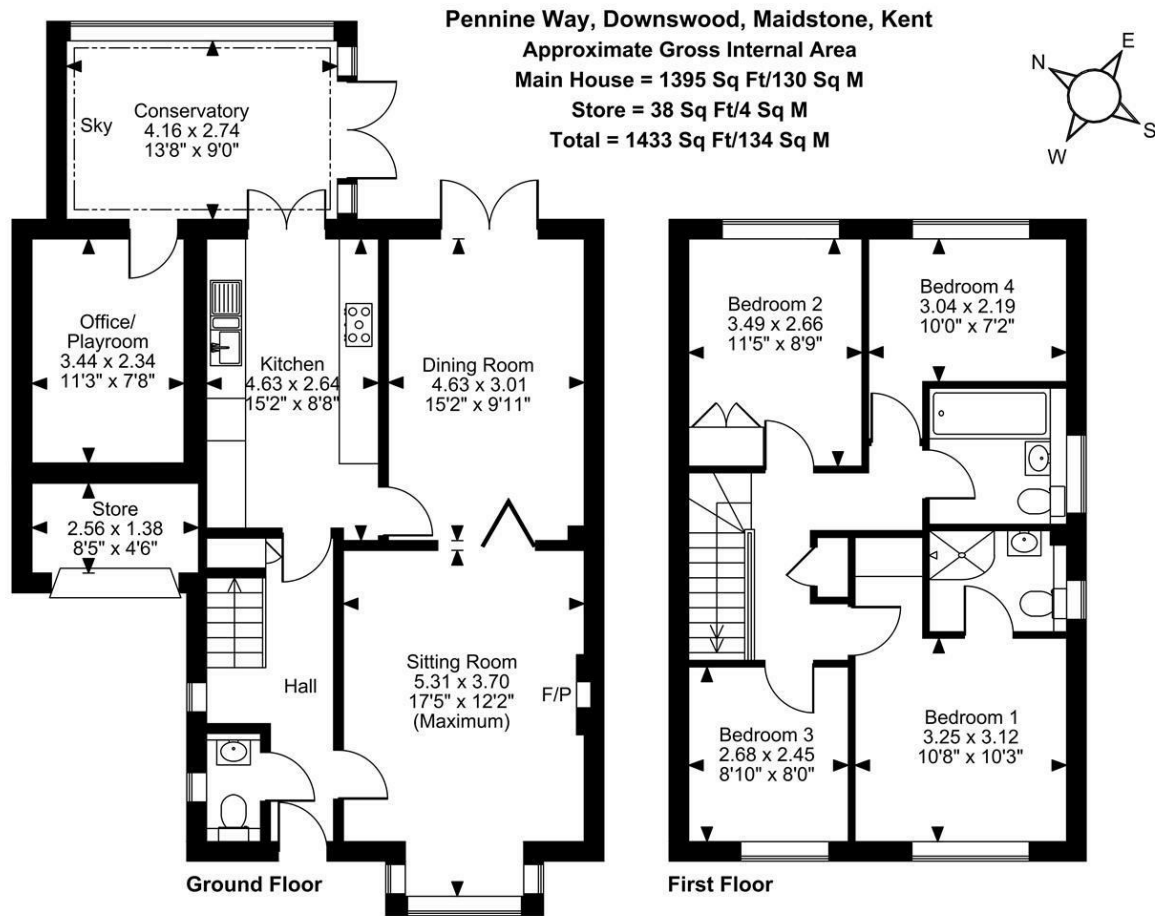 Pennine Way, Downswood, Maidstone, Kent
Approximate Gross Internal Area
Main House = 1395 Sq Ft/130 Sq M
Store = 38 Sq Ft/4 Sq M
Total = 1433 Sq Ft/134 Sq M
N
E
S
W
Sky
Conservatory
4.16 x 2.74
13'8" x 9'0"
Office/
Playroom
3.44 x 2.34
11'3" x 7'8"
Kitchen
4.63 x 2.64
15'2" x 8'8"
Dining Room
4.63 x 3.01
15'2" x 9'11"
Store
2.56 x 1.38
8'5" x 4'6"
Hall
Sitting Room
5.31 x 3.70
17'5" x 12'2"
(Maximum)
F/P
Ground Floor
Bedroom 2
3.49 x 2.66
11'5" x 8'9"
Bedroom 4
3.04 x 2.19
10'0" x 7'2"
Bedroom 3
2.68 x 2.45
8'10" x 8'0"
Bedroom 1
3.25 x 3.12
10'8" x 10'3"
First Floor